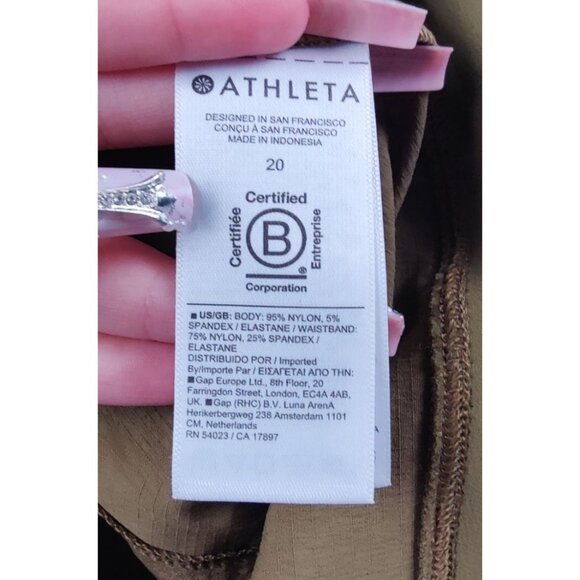 ATHLETA
DESIGNED IN SAN FRANCISCO
CONÇU À SAN FRANCISCO
MADE IN INDONESIA
20
Certified
Certifiée
B
®
Entreprise
Corporation
■ US/GB: BODY: 95% NYLON, 5%
SPANDEX / ELASTANE / WAISTBAND:
75% NYLON, 25% SPANDEX /
ELASTANE
DISTRIBUIDO POR / Imported
By/Importe Par / ΕΙΣΑΓΕΤΑΙ ΑΠΟ ΤΗΝ:
■ Gap Europe Ltd., 8th Floor, 20
Farringdon Street, London, EC4A 4AB,
UK. ■ Gap (RHC) B.V. Luna ArenA
Herikerbergweg 238 Amsterdam 1101
CM, Netherlands
RN 54023 / CA 17897